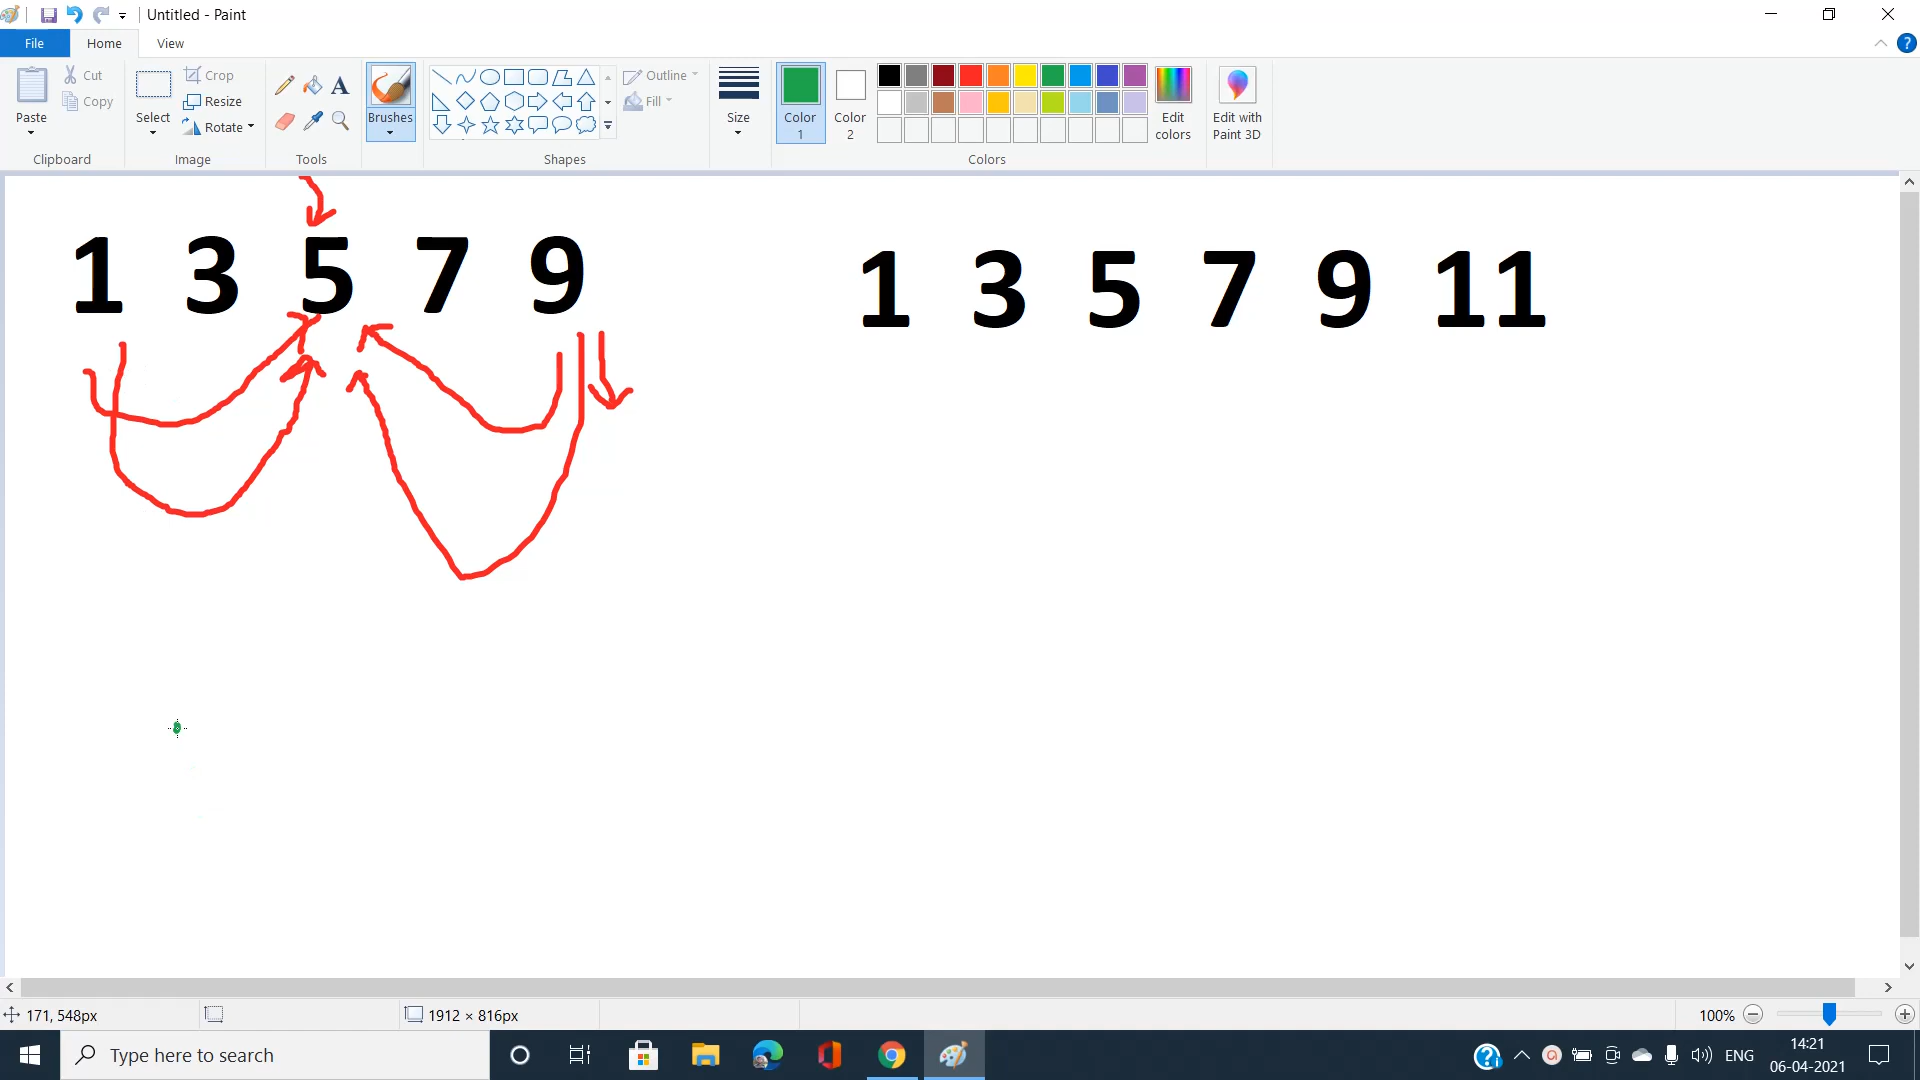 Untitled - Paint
File Home View
Paste Cut Copy Clipboard
Select Crop Resize Rotate Image
Tools
Brushes
Outline Fill Shapes
Size
Color 1 Color 2 Edit colors Colors
Edit with Paint 3D
1 3 5 7 9
1 3 5 7 9 11
171, 548px 1912 × 816px 100%
Type here to search ENG 14:21
06-04-2021